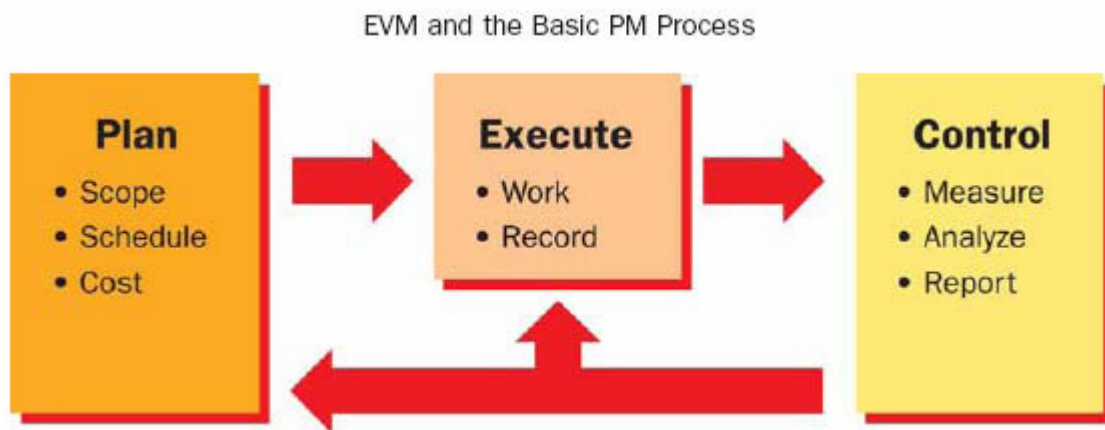 EVM and the Basic PM Process
Plan
• Scope
• Schedule
• Cost
Execute
• Work
• Record
Control
• Measure
• Analyze
• Report